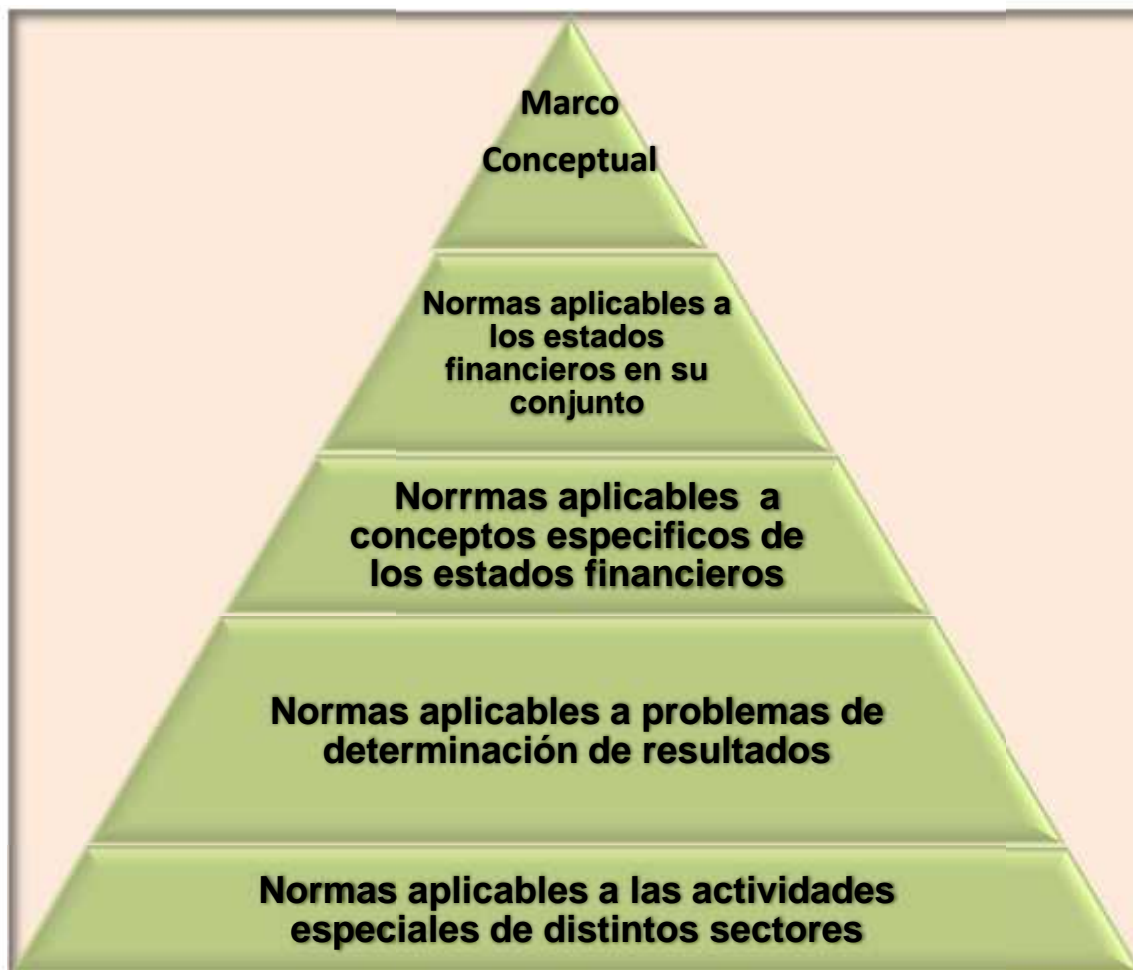 Marco
Conceptual
Normas aplicables a
los estados
financieros en su
conjunto
Norrmas aplicables a
conceptos especificos de
los estados financieros
Normas aplicables a problemas de
determinación de resultados
Normas aplicables a las actividades
especiales de distintos sectores